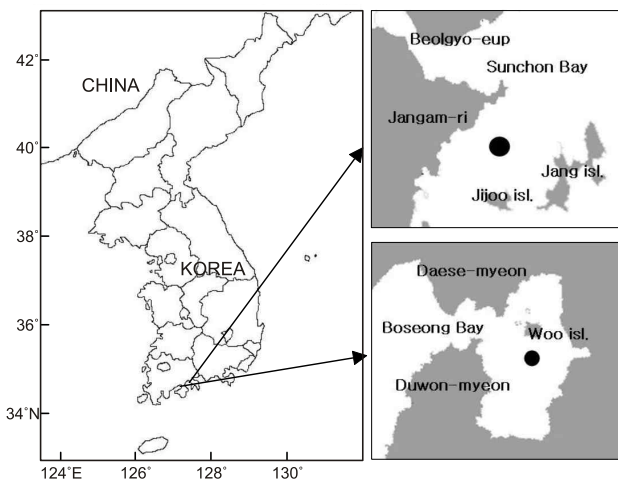 42°
40°
38°
36°
34°N
124°E
126°
128°
130°
CHINA
KOREA
Beolgyo-eup
Sunchon Bay
Jangam-ri
Jang isl.
Jijoo isl.
Daese-myeon
Boseong Bay
Woo isl.
Duwon-myeon